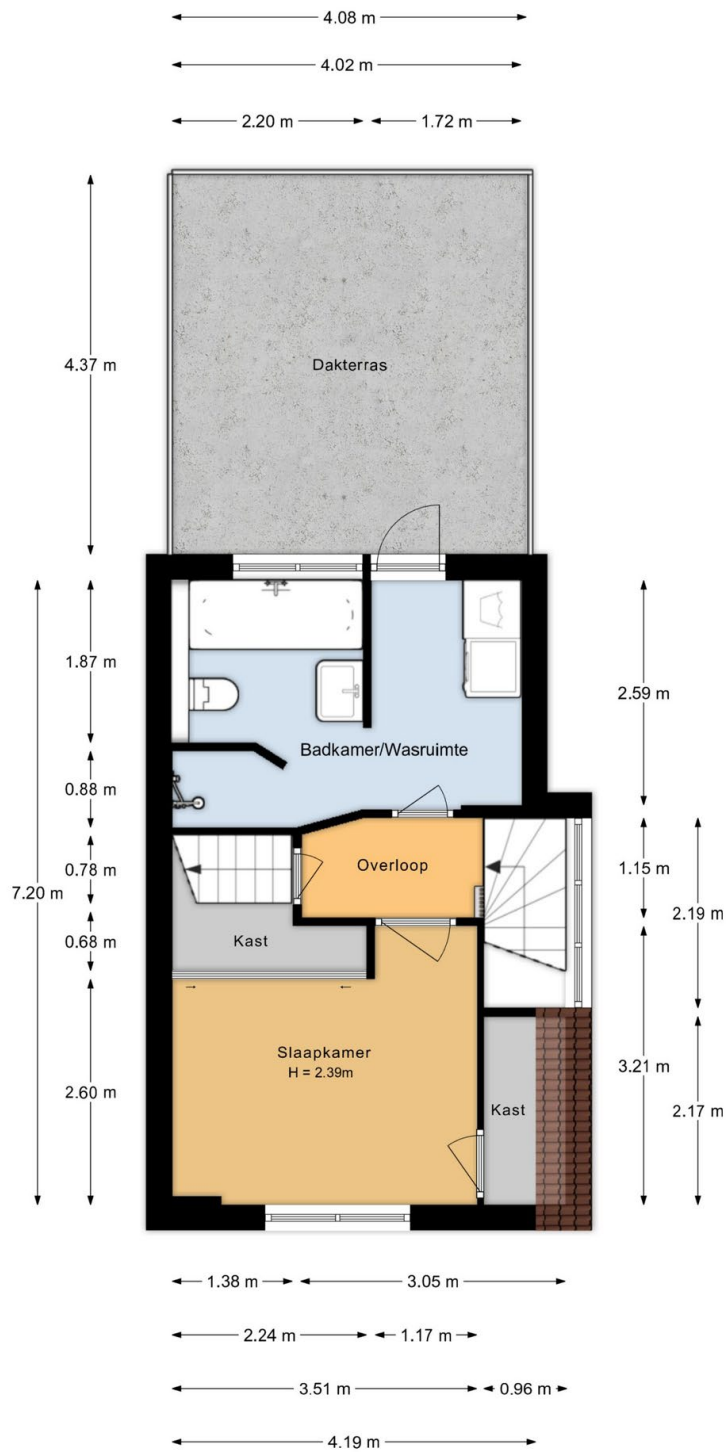 4.08 m
4.02 m
2.20 m
1.72 m
4.37 m
Dakterras
1.87 m
2.59 m
Badkamer/Wasruimte
0.88 m
0.78 m
Overloop
1.15 m
7.20 m
2.19 m
0.68 m
Kast
Slaapkamer
H = 2.39m
3.21 m
2.60 m
Kast
2.17 m
1.38 m
3.05 m
2.24 m
1.17 m
3.51 m
0.96 m
4.19 m